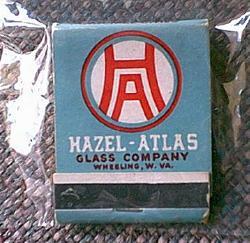 HA
HAZEL-ATLAS
GLASS COMPANY
WHEELING, W. VA.